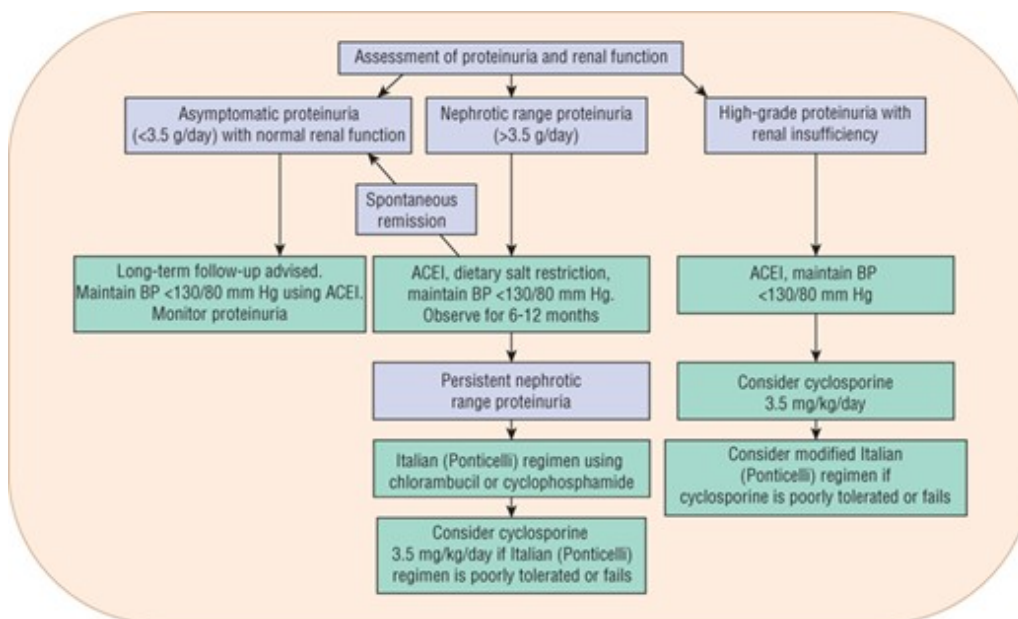 Assessment of proteinuria and renal function
Asymptomatic proteinuria
(<3.5 g/day) with normal renal function
Nephrotic range proteinuria
(>3.5 g/day)
High-grade proteinuria with
renal insufficiency
Spontaneous
remission
Long-term follow-up advised.
Maintain BP <130/80 mm Hg using ACEI.
Monitor proteinuria
ACEI, dietary salt restriction,
maintain BP <130/80 mm Hg.
Observe for 6-12 months
ACEI, maintain BP
<130/80 mm Hg
Persistent nephrotic
range proteinuria
Consider cyclosporine
3.5 mg/kg/day
Italian (Ponticelli) regimen using
chlorambucil or cyclophosphamide
Consider modified Italian
(Ponticelli) regimen if
cyclosporine is poorly tolerated or fails
Consider cyclosporine
3.5 mg/kg/day if Italian (Ponticelli)
regimen is poorly tolerated or fails